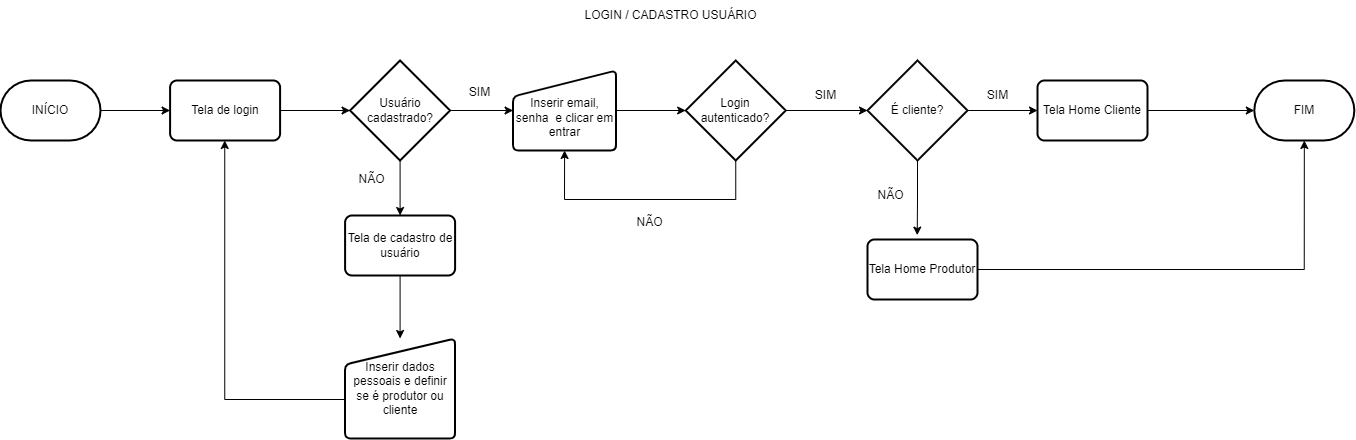 LOGIN / CADASTRO USUÁRIO
INÍCIO
Tela de login
Usuário
cadastrado?
SIM
Inserir email,
senha e clicar em
entrar
Login
autenticado?
SIM
É cliente?
SIM
Tela Home Cliente
FIM
NÃO
NÃO
NÃO
Tela de cadastro de
usuário
Tela Home Produtor
Inserir dados
pessoais e definir
se é produtor ou
cliente